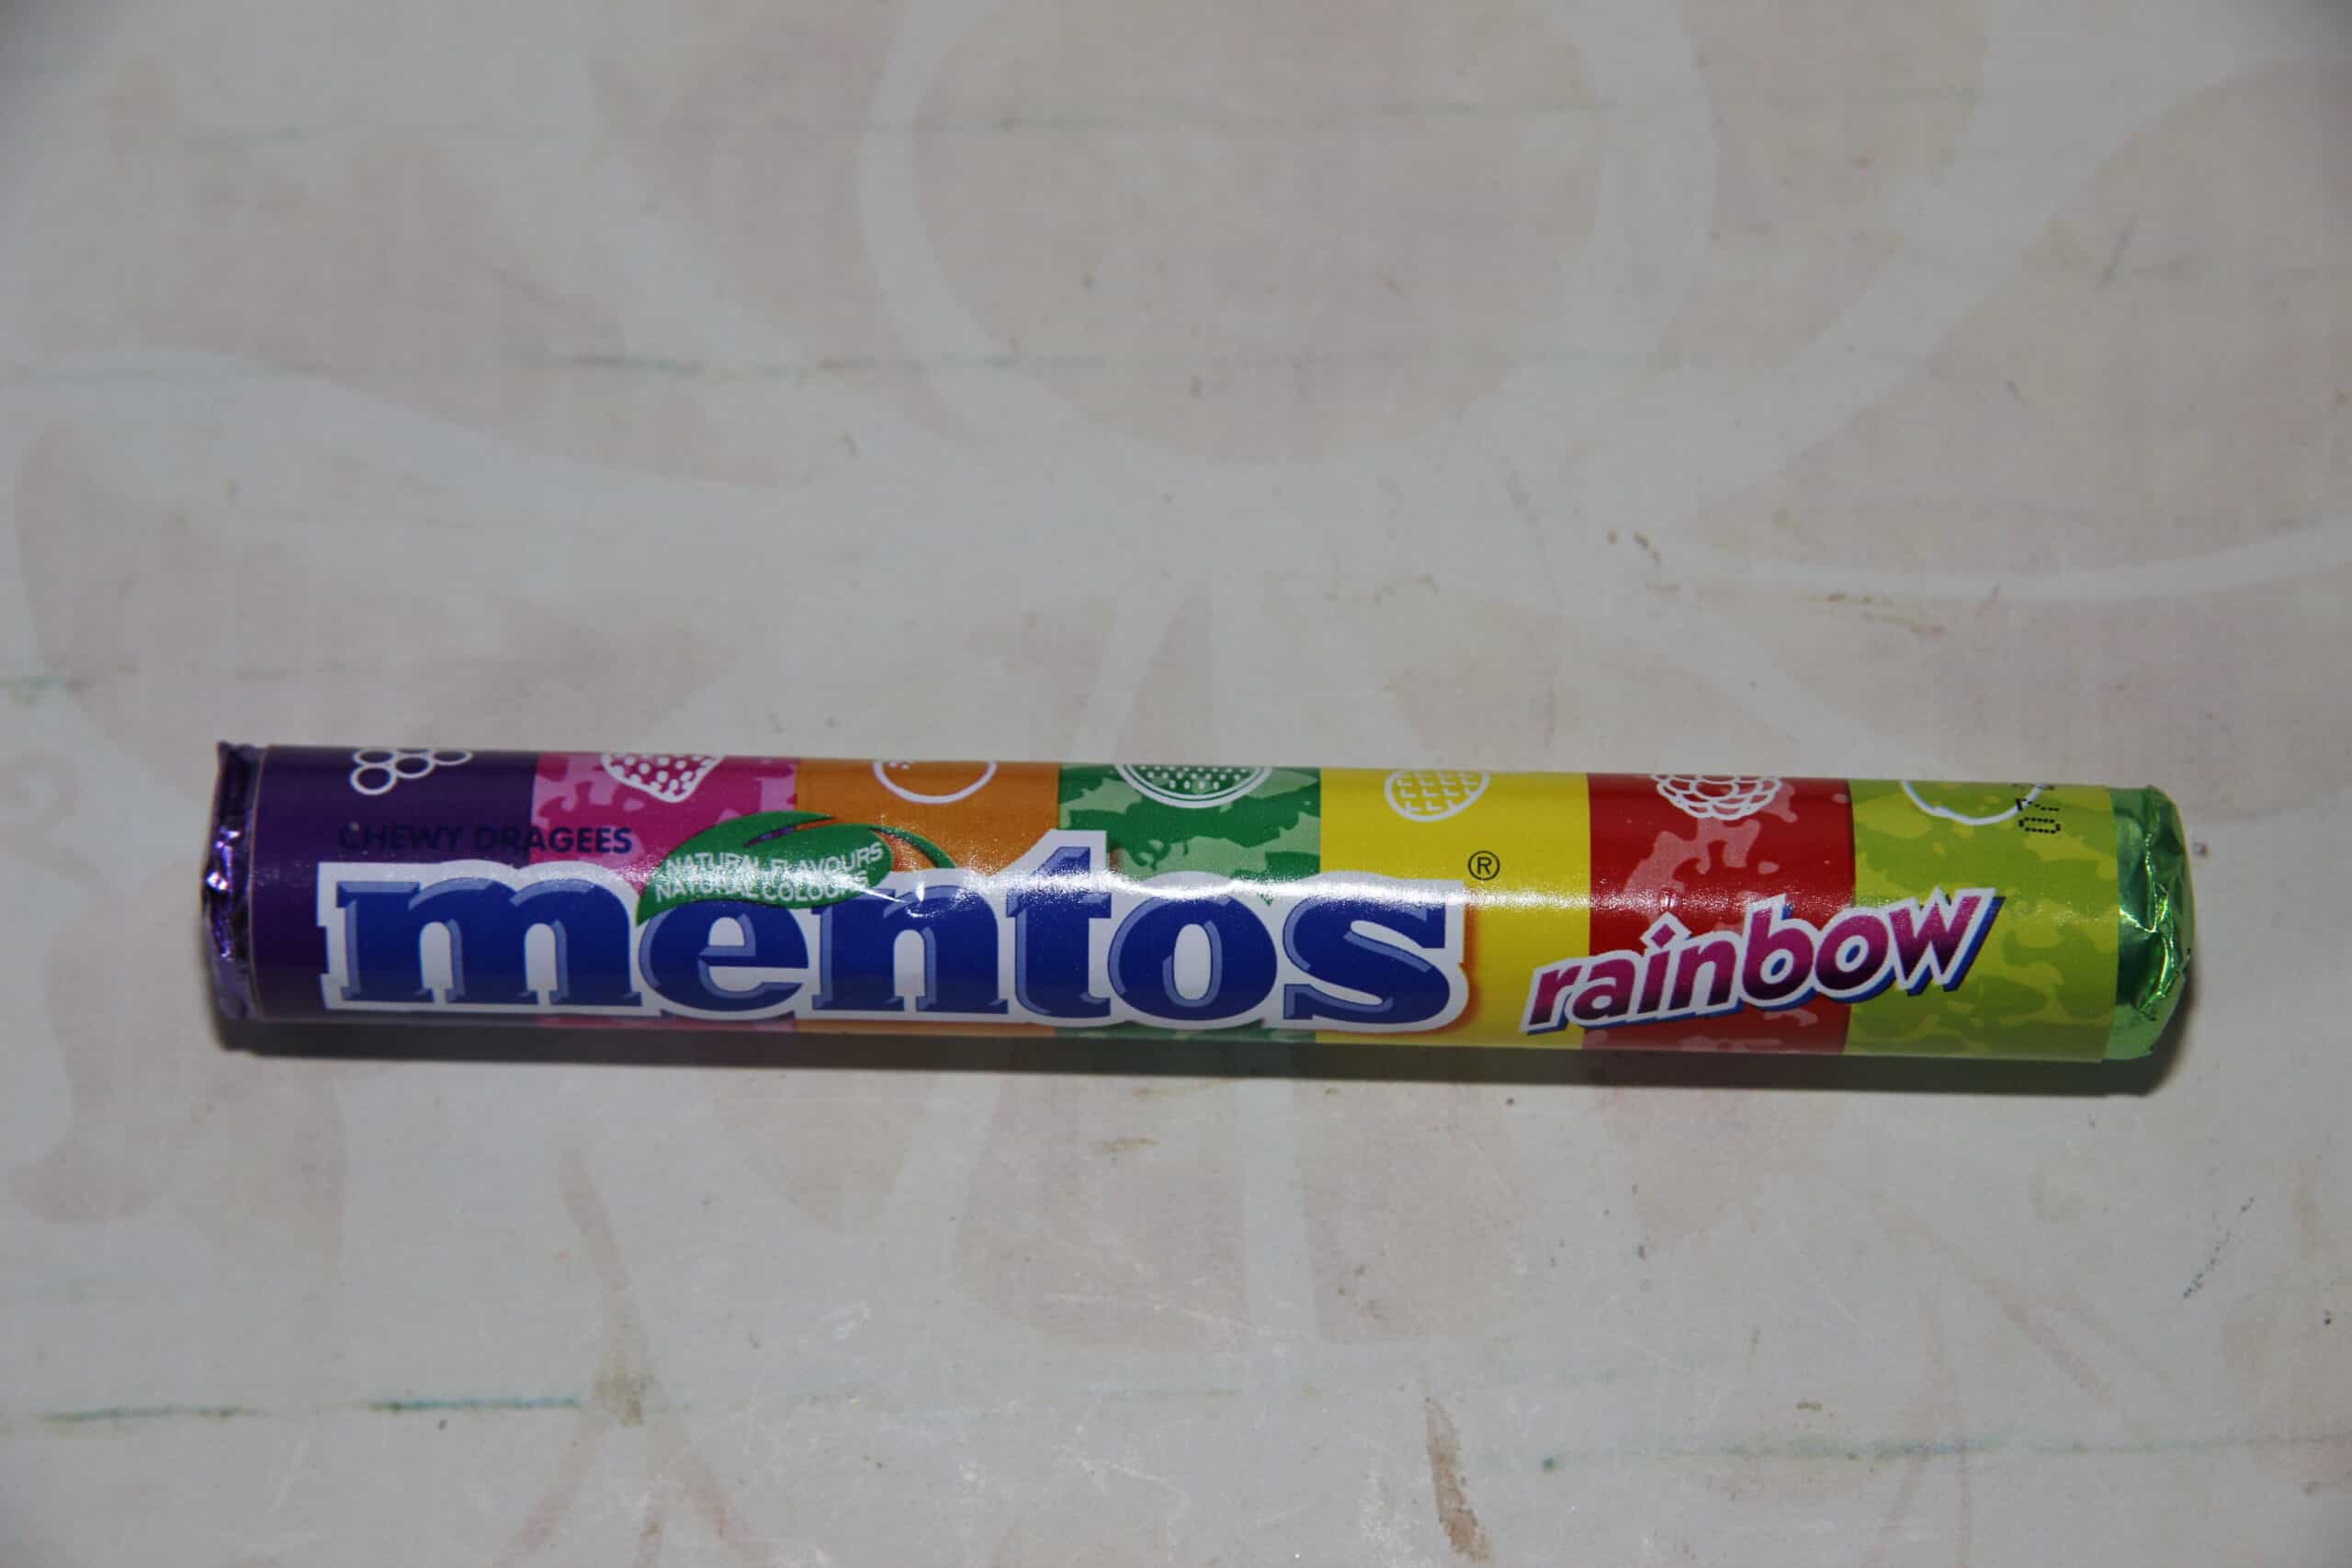 CHEWY DRAGEES
NATURAL FLAVOURS
NATURAL COLOURS
mentos®
rainbow